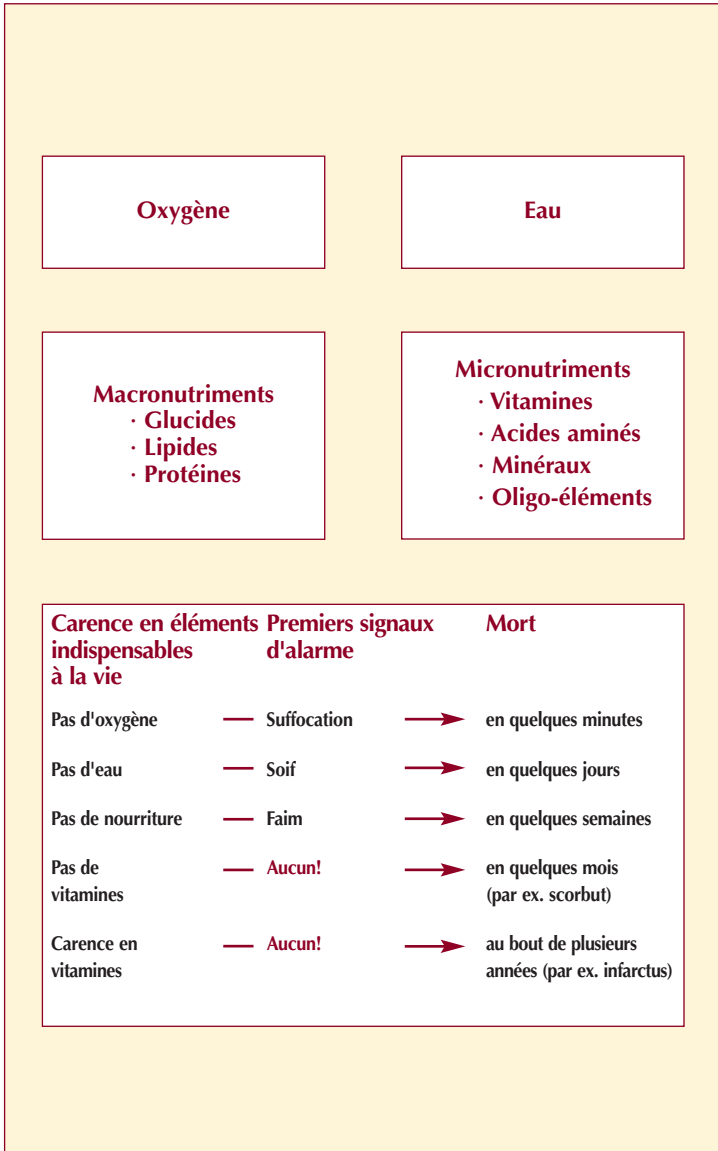 Oxygène
Eau
Macronutriments
· Glucides
· Lipides
· Protéines
Micronutriments
· Vitamines
· Acides aminés
· Minéraux
· Oligo-éléments
Carence en éléments
indispensables
à la vie
Premiers signaux
d'alarme
Mort
Pas d'oxygène — Suffocation → en quelques minutes
Pas d'eau — Soif → en quelques jours
Pas de nourriture — Faim → en quelques semaines
Pas de — Aucun! → en quelques mois
vitamines (par ex. scorbut)
Carence en — Aucun! → au bout de plusieurs
vitamines années (par ex. infarctus)